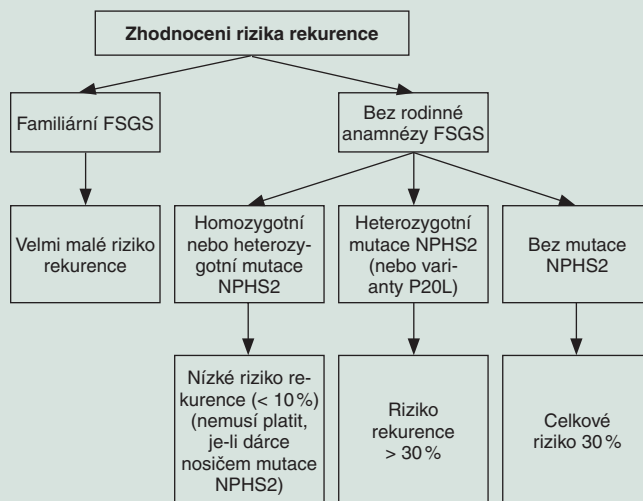 Zhodnoceni rizika rekurence
Familiární FSGS
Bez rodinné
anamnézy FSGS
Velmi malé riziko
rekurence
Homozygotní
nebo heterozy-
gotní mutace
NPHS2
Heterozygotní
mutace NPHS2
(nebo vari-
anty P20L)
Bez mutace
NPHS2
Nízké riziko re-
kurence (< 10 %)
(nemusí platit,
je-li dárce
nosičem mutace
NPHS2)
Riziko
rekurence
> 30 %
Celkové
riziko 30 %